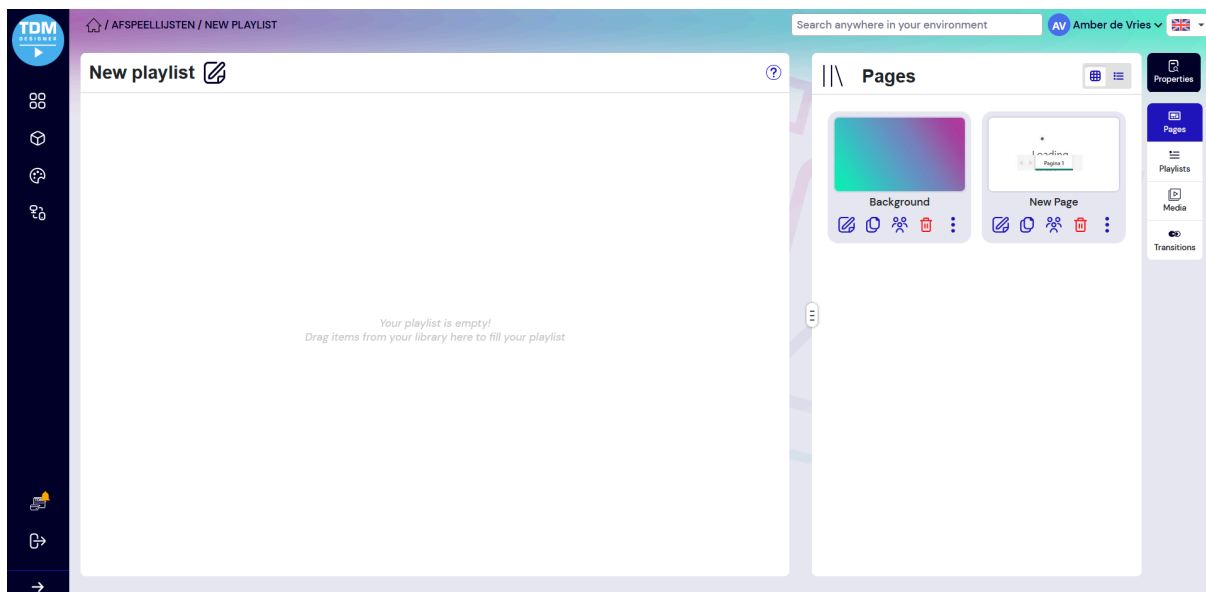 TDM
DESIGNER
/ AFSPEELLIJSTEN / NEW PLAYLIST
Search anywhere in your environment
AV Amber de Vries
New playlist
?
Your playlist is empty!
Drag items from your library here to fill your playlist
Pages
Background
Loading
Pagina 1
New Page
Properties
Pages
Playlists
Media
Transitions